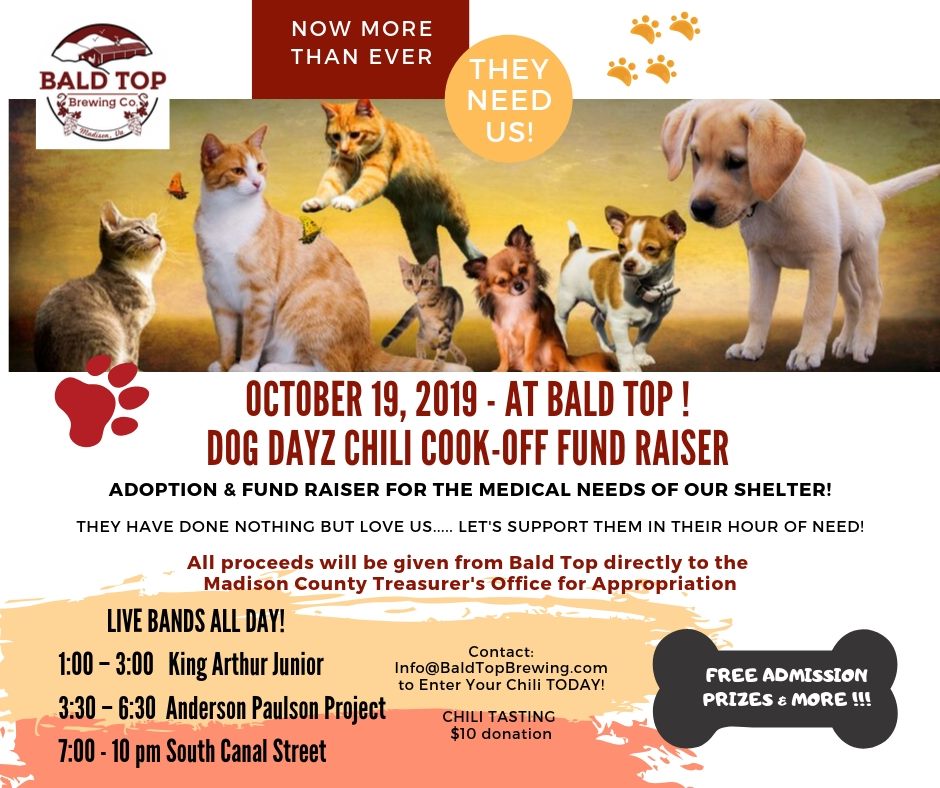 BALD TOP
Brewing Co.
Madison, Va
NOW MORE
THAN EVER
THEY
NEED
US!
OCTOBER 19, 2019 - AT BALD TOP !
DOG DAYZ CHILI COOK-OFF FUND RAISER
ADOPTION & FUND RAISER FOR THE MEDICAL NEEDS OF OUR SHELTER!
THEY HAVE DONE NOTHING BUT LOVE US..... LET'S SUPPORT THEM IN THEIR HOUR OF NEED!
All proceeds will be given from Bald Top directly to the
Madison County Treasurer's Office for Appropriation
LIVE BANDS ALL DAY!
1:00 – 3:00 King Arthur Junior
3:30 – 6:30 Anderson Paulson Project
7:00 - 10 pm South Canal Street
Contact:
Info@BaldTopBrewing.com
to Enter Your Chili TODAY!
CHILI TASTING
$10 donation
FREE ADMISSION
PRIZES & MORE !!!